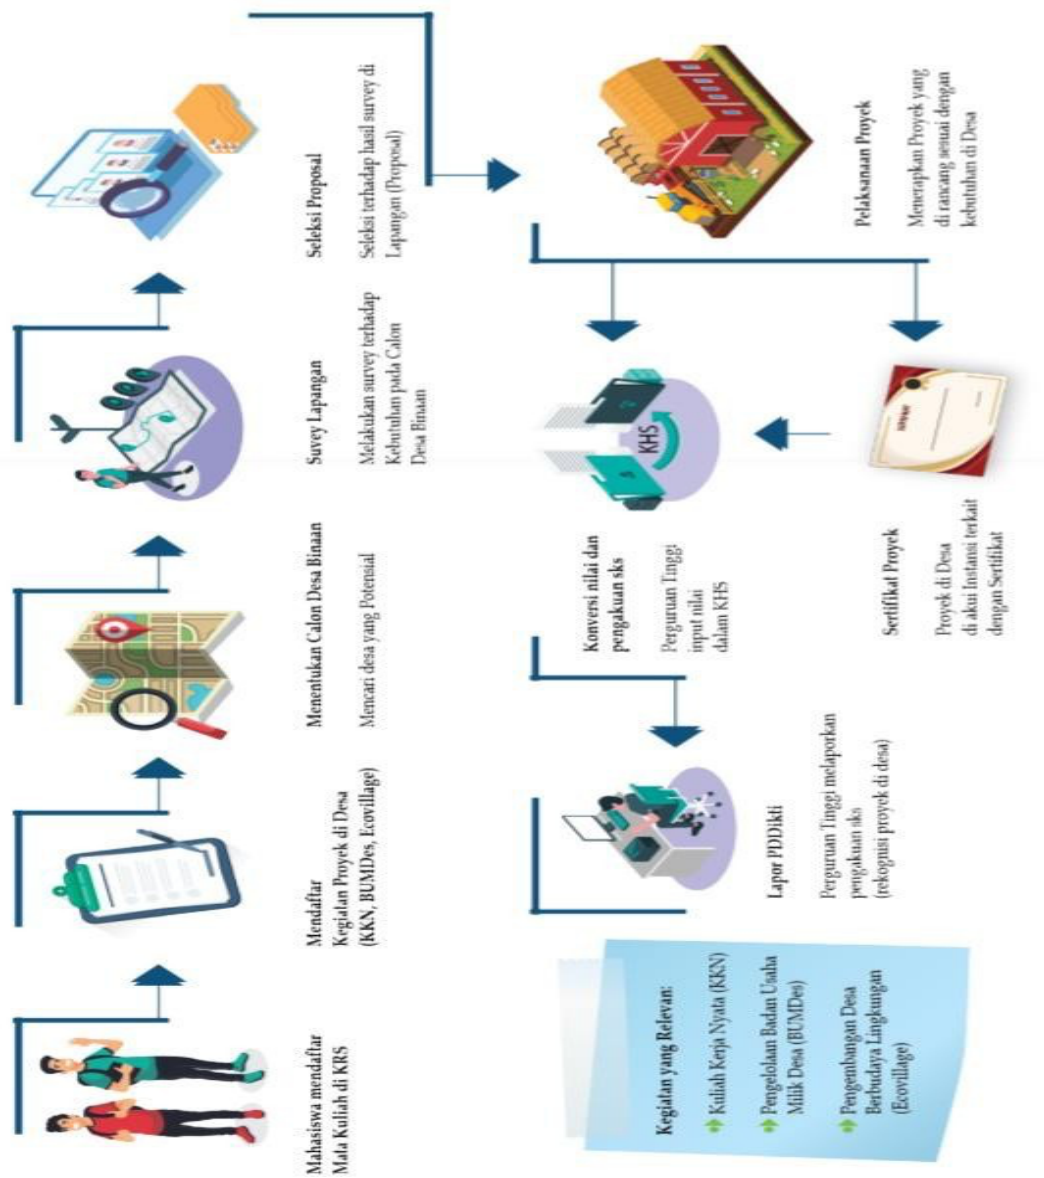 Mahasiswa mendaftar
Mata Kuliah di KRS
Mendaftar
Kegiatan Proyek di Desa
(KKN, BUMDes, Ecovillage)
Menentukan Calon Desa Binaan
Mencari desa yang Potensial
Suvey Lapangan
Melakukan survey terhadap
Kebutuhan pada Calon
Desa Binaan
Seleksi Proposal
Seleksi terhadap hasil survey di
Lapangan (Proposal)
Pelaksanaan Proyek
Menerapkan Proyek yang
di rancang sesuai dengan
kebutuhan di Desa
KHS
Konversi nilai dan
pengakuan sks
Perguruan Tinggi
input nilai
dalam KHS
Sertifikat Proyek
Proyek di Desa
di akui Instansi terkait
dengan Sertifikat
Lapor PDDikti
Perguruan Tinggi melaporkan
pengakuan sks
(rekognisi proyek di desa)
Kegiatan yang Relevan:
Kuliah Kerja Nyata (KKN)
Pengelolaan Badan Usaha
Milik Desa (BUMDes)
Pengembangan Desa
Berbudaya Lingkungan
(Ecovillage)